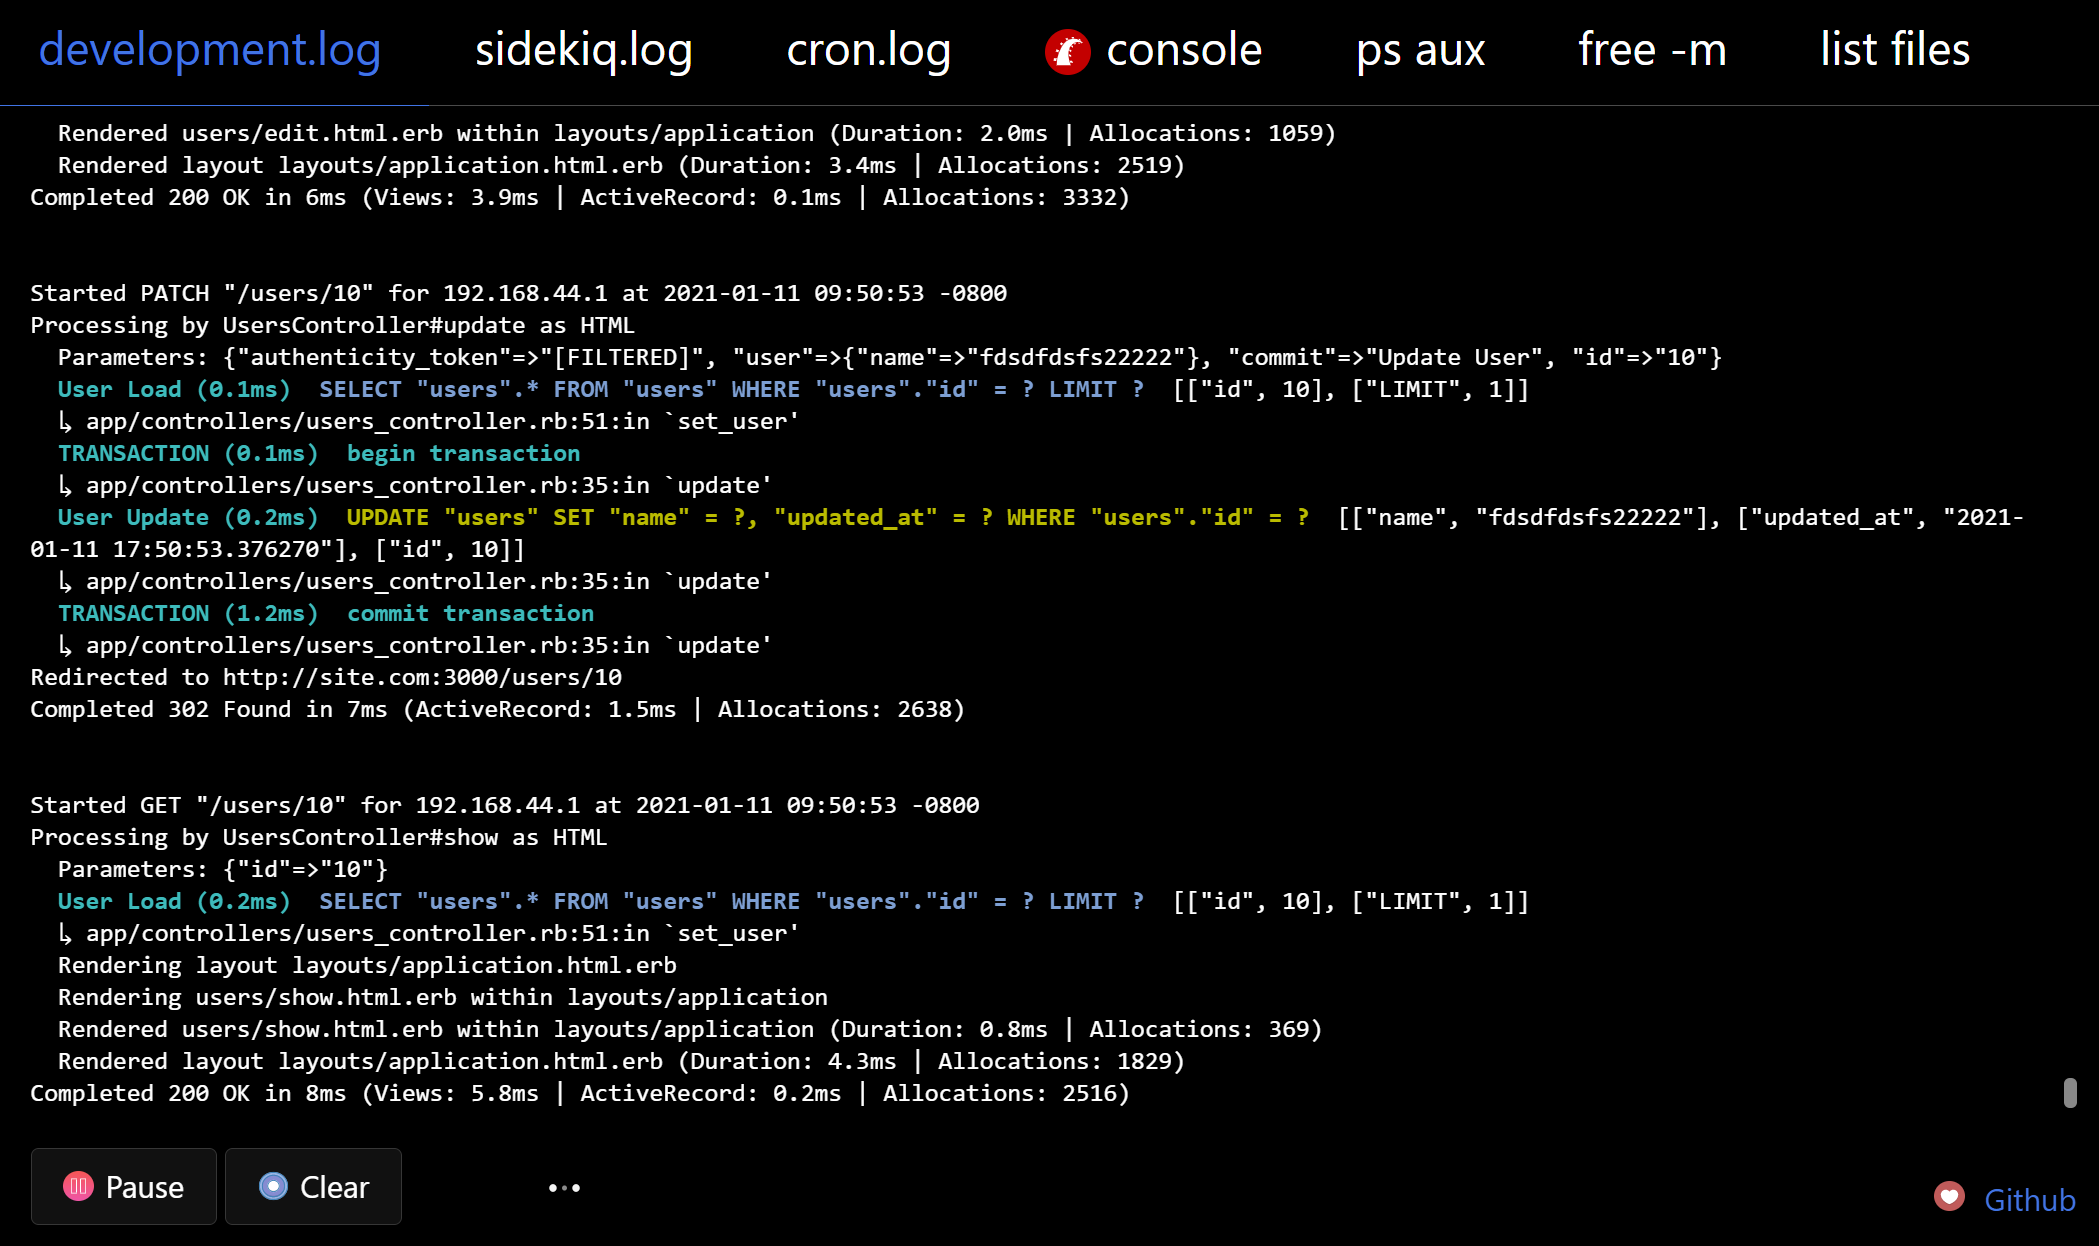 development.log sidekiq.log cron.log console ps aux free -m list files
Rendered users/edit.html.erb within layouts/application (Duration: 2.0ms | Allocations: 1059)
Rendered layout layouts/application.html.erb (Duration: 3.4ms | Allocations: 2519)
Completed 200 OK in 6ms (Views: 3.9ms | ActiveRecord: 0.1ms | Allocations: 3332)
Started PATCH "/users/10" for 192.168.44.1 at 2021-01-11 09:50:53 -0800
Processing by UsersController#update as HTML
Parameters: {"authenticity_token"=>"[FILTERED]", "user"=>{"name"=>"fdsdfdsfs22222"}, "commit"=>"Update User", "id"=>"10"}
User Load (0.1ms)  SELECT "users".* FROM "users" WHERE "users"."id" = ? LIMIT ?  [["id", 10], ["LIMIT", 1]]
↳ app/controllers/users_controller.rb:51:in `set_user'
TRANSACTION (0.1ms)  begin transaction
↳ app/controllers/users_controller.rb:35:in `update'
User Update (0.2ms)  UPDATE "users" SET "name" = ?, "updated_at" = ? WHERE "users"."id" = ?  [["name", "fdsdfdsfs22222"], ["updated_at", "2021-
01-11 17:50:53.376270"], ["id", 10]]
↳ app/controllers/users_controller.rb:35:in `update'
TRANSACTION (1.2ms)  commit transaction
↳ app/controllers/users_controller.rb:35:in `update'
Redirected to http://site.com:3000/users/10
Completed 302 Found in 7ms (ActiveRecord: 1.5ms | Allocations: 2638)
Started GET "/users/10" for 192.168.44.1 at 2021-01-11 09:50:53 -0800
Processing by UsersController#show as HTML
Parameters: {"id"=>"10"}
User Load (0.2ms)  SELECT "users".* FROM "users" WHERE "users"."id" = ? LIMIT ?  [["id", 10], ["LIMIT", 1]]
↳ app/controllers/users_controller.rb:51:in `set_user'
Rendering layout layouts/application.html.erb
Rendering users/show.html.erb within layouts/application
Rendered users/show.html.erb within layouts/application (Duration: 0.8ms | Allocations: 369)
Rendered layout layouts/application.html.erb (Duration: 4.3ms | Allocations: 1829)
Completed 200 OK in 8ms (Views: 5.8ms | ActiveRecord: 0.2ms | Allocations: 2516)
Pause Clear ... Github